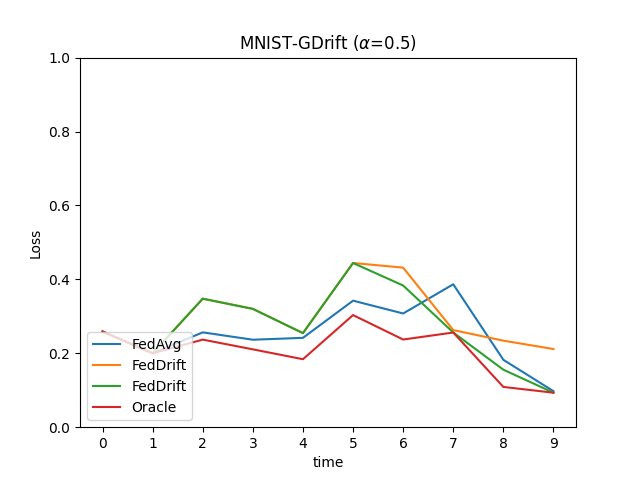 MNIST-GDrift (α=0.5)
1.0
0.8
0.6
0.4
0.2
0.0
Loss
FedAvg
FedDrift
FedDrift
Oracle
0 1 2 3 4 5 6 7 8 9
time